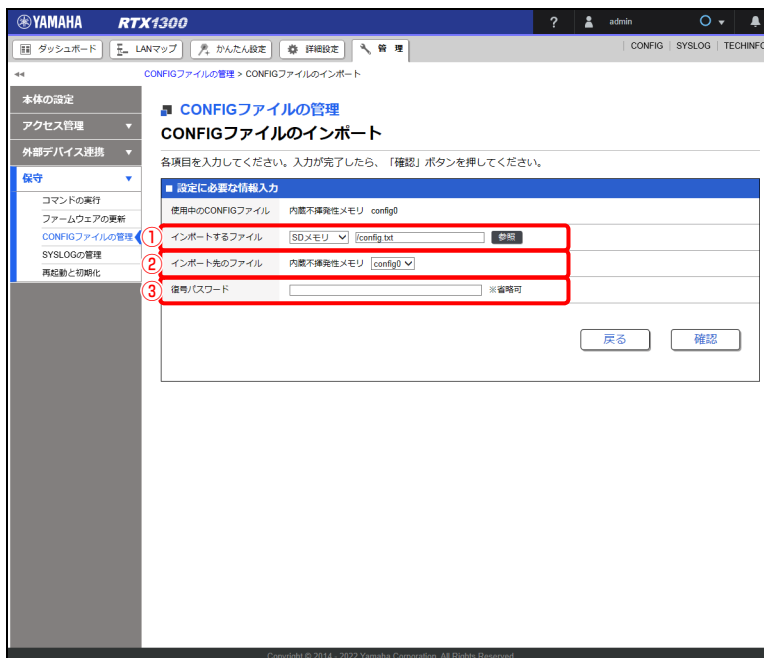 YAMAHA RTX1300 ? admin
ダッシュボード LANマップ かんたん設定 詳細設定 管理 CONFIG | SYSLOG | TECHINFO
CONFIGファイルの管理 > CONFIGファイルのインポート
本体の設定
アクセス管理
外部デバイス連携
保守
コマンドの実行
ファームウェアの更新
CONFIGファイルの管理
SYSLOGの管理
再起動と初期化
CONFIGファイルの管理
CONFIGファイルのインポート
各項目を入力してください。入力が完了したら、「確認」ボタンを押してください。
■ 設定に必要な情報入力
使用中のCONFIGファイル 内蔵不揮発性メモリ config0
① インポートするファイル SDメモリ /config.txt 参照
② インポート先のファイル 内蔵不揮発性メモリ config0
③ 復号パスワード ※省略可
戻る 確認
Copyright © 2014 - 2022 Yamaha Corporation. All Rights Reserved.